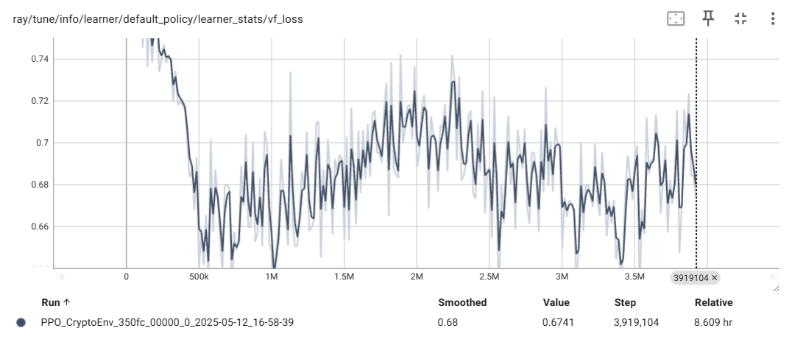 ray/tune/info/learner/default_policy/learner_stats/vf_loss
0.74
0.72
0.7
0.68
0.66
0 500k 1M 1.5M 2M 2.5M 3M 3.5M 3919104 ×
Run ↑ Smoothed Value Step Relative
PPO_CryptoEnv_350fc_00000_0_2025-05-12_16-58-39 0.68 0.6741 3,919,104 8.609 hr